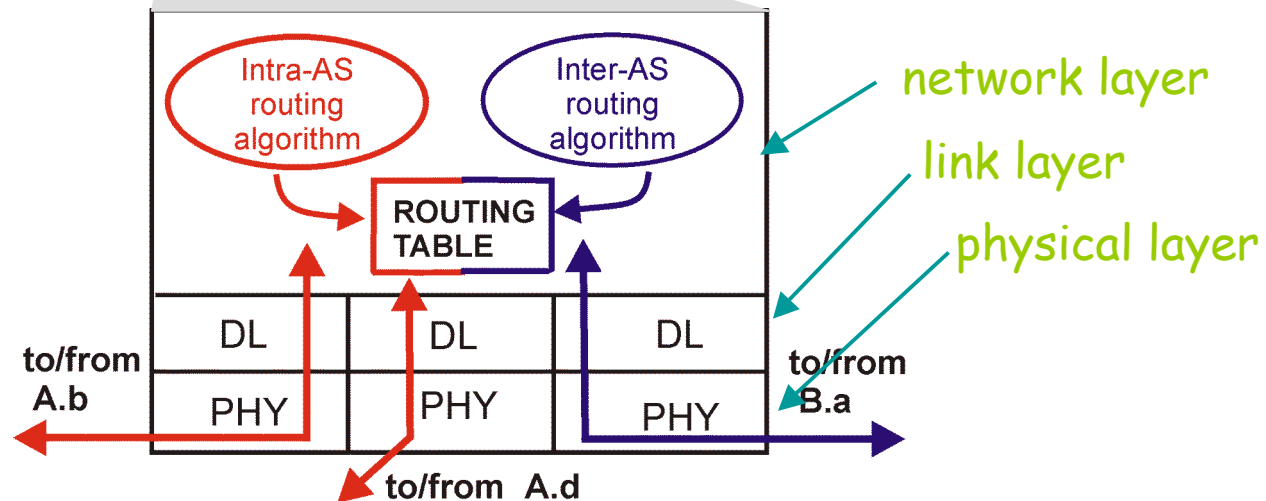 Intra-AS
routing
algorithm
Inter-AS
routing
algorithm
network layer
link layer
physical layer
ROUTING
TABLE
DL
DL
DL
PHY
PHY
PHY
to/from
A.b
to/from
B.a
to/from A.d